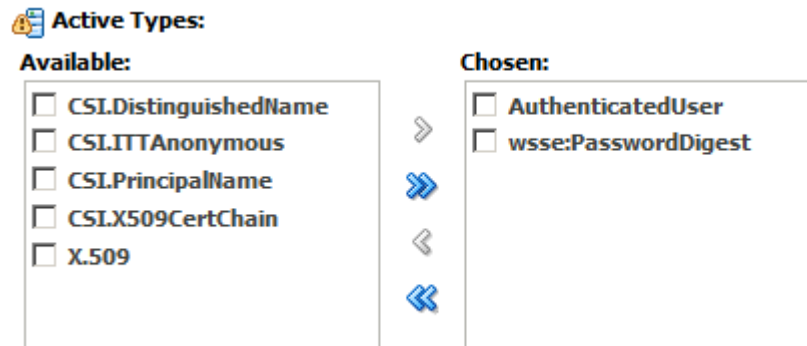 Active Types:
Available:
CSI.DistinguishedName
CSI.ITTAnonymous
CSI.PrincipalName
CSI.X509CertChain
X.509
Chosen:
AuthenticatedUser
wsse:PasswordDigest